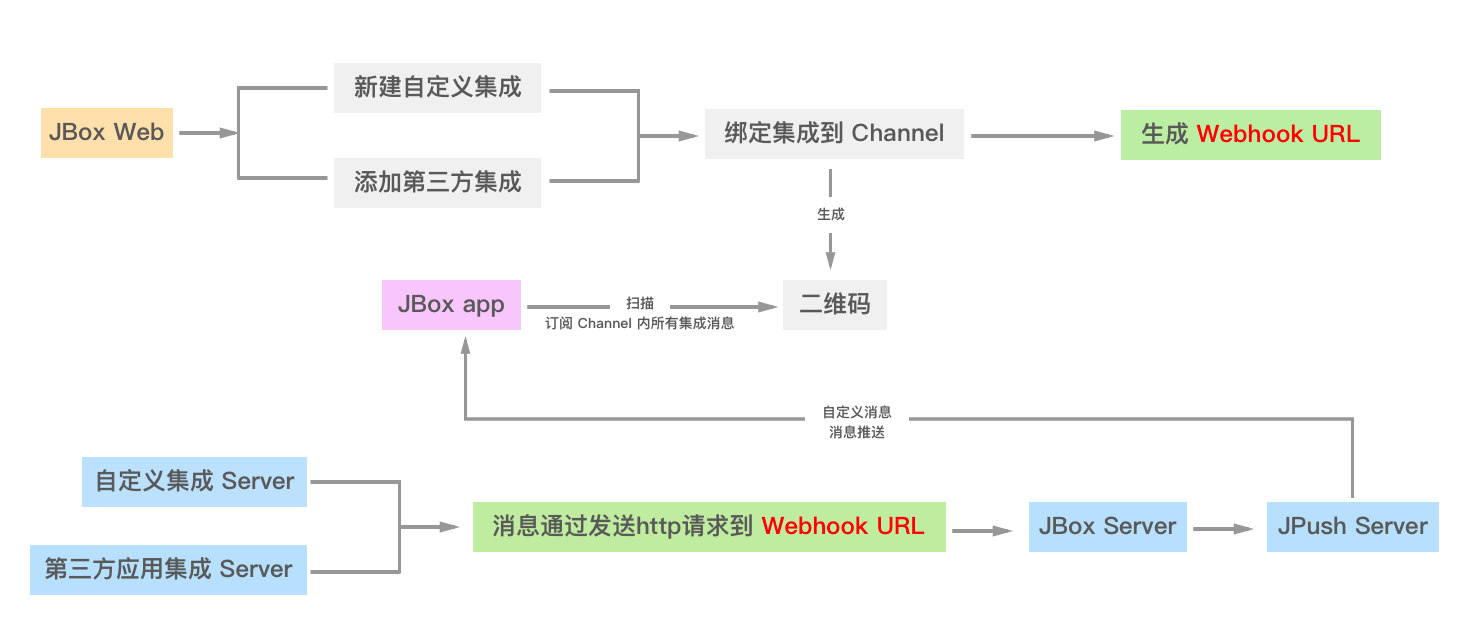 新建自定义集成
JBox Web
绑定集成到 Channel
生成 Webhook URL
添加第三方集成
生成
JBox app
扫描
订阅 Channel 内所有集成消息
二维码
自定义消息
消息推送
自定义集成 Server
消息通过发送http请求到 Webhook URL
JBox Server
JPush Server
第三方应用集成 Server